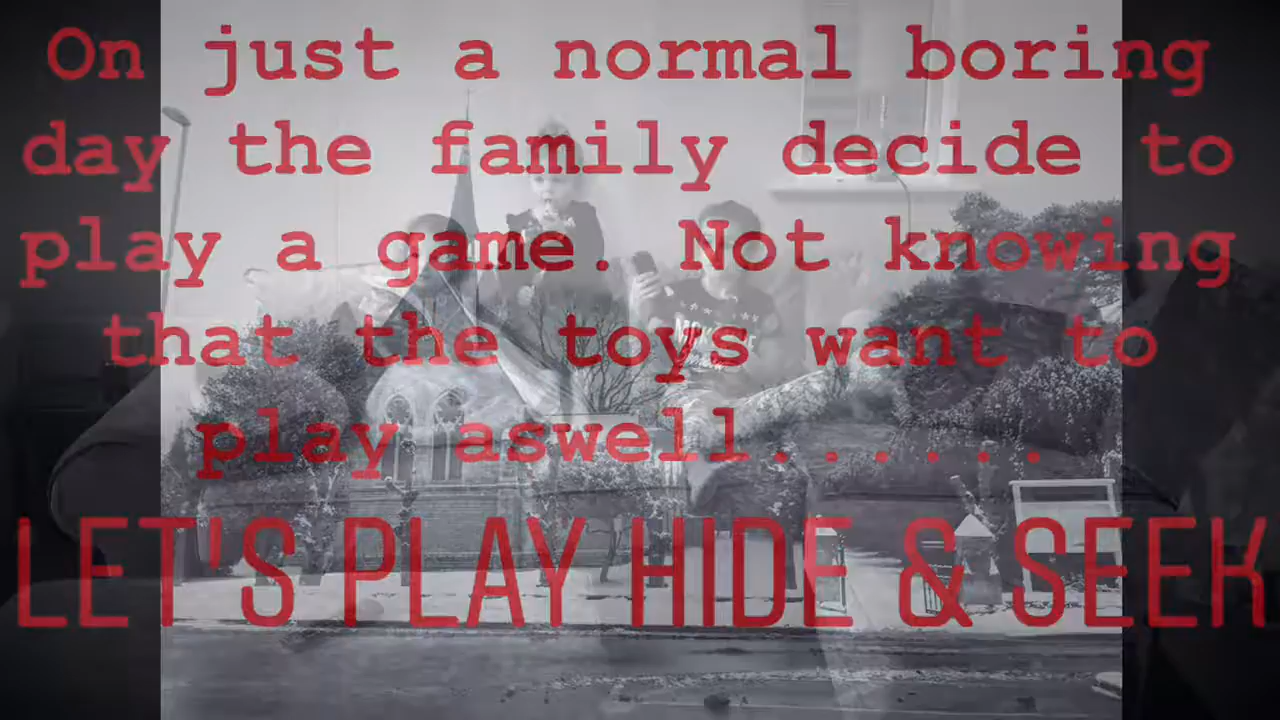 On just a normal boring
day the family decide to
play a game. Not knowing
that the toys want to
play aswell.......
LET'S PLAY HIDE & SEEK